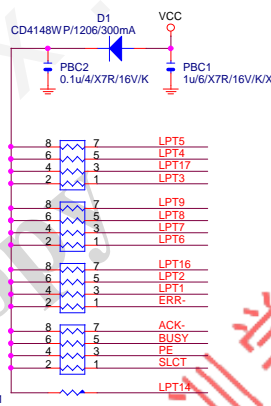 D1
VCC
CD4148WP/1206/300mA
PBC2
0.1u/4/X7R/16V/K
PBC1
1u/6/X7R/16V/K/X
8 7 LPT5
6 5 LPT4
4 3 LPT17
2 1 LPT3
8 7 LPT9
6 5 LPT8
4 3 LPT7
2 1 LPT6
8 7 LPT16
6 5 LPT2
4 3 LPT1
2 1 ERR-
8 7 ACK-
6 5 BUSY
4 3 PE
2 1 SLCT
LPT14